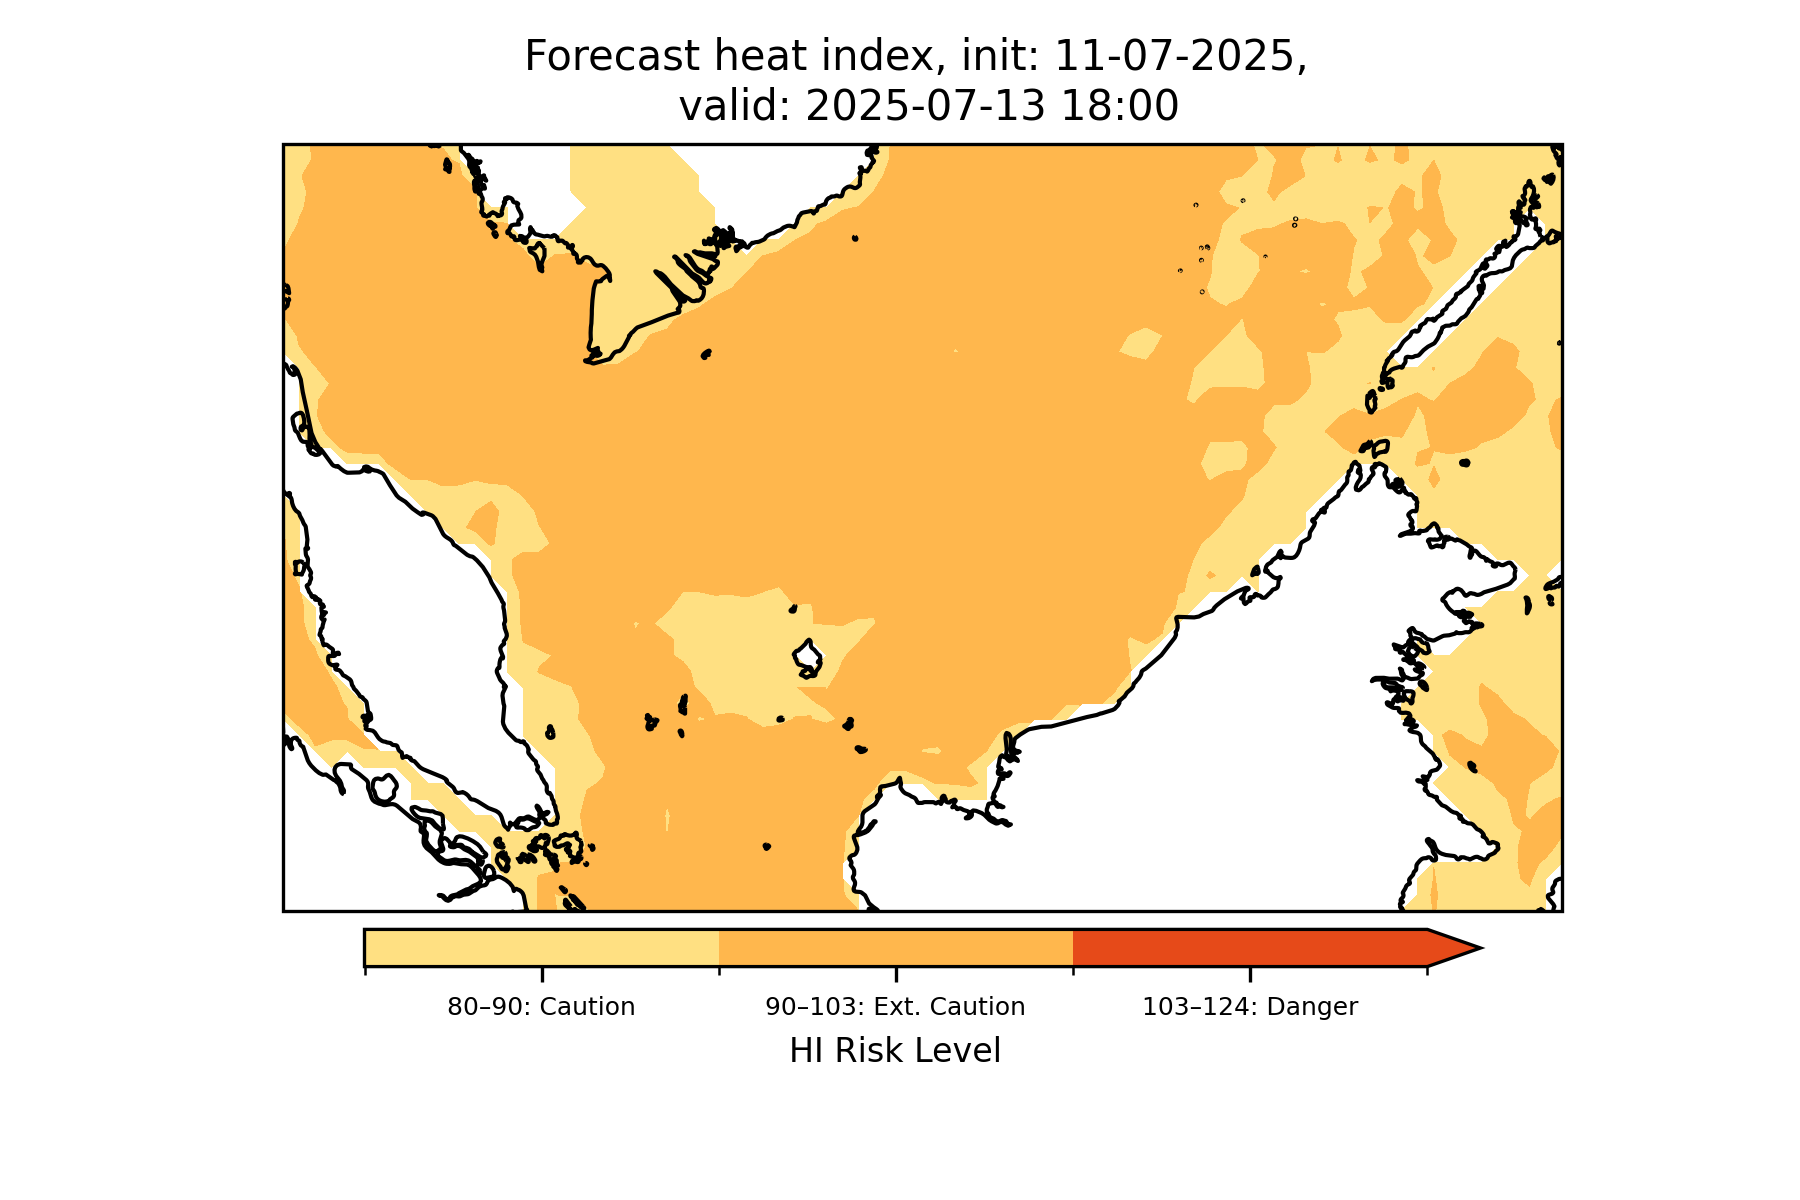 Forecast heat index, init: 11-07-2025,
valid: 2025-07-13 18:00
80–90: Caution
90–103: Ext. Caution
103–124: Danger
HI Risk Level